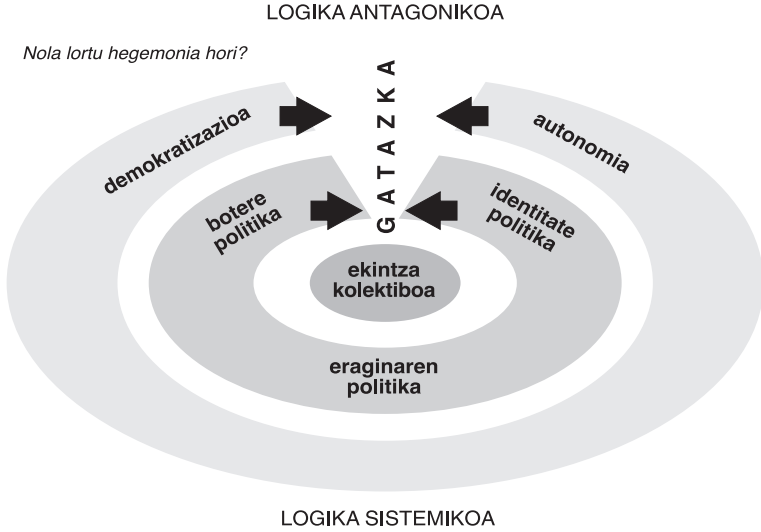 LOGIKA ANTAGONIKOA
Nola lortu hegemonia hori?
GATAZKA
demokratizazioa
autonomia
botere
politika
identitate
politika
ekintza
kolektiboa
eraginaren
politika
LOGIKA SISTEMIKOA